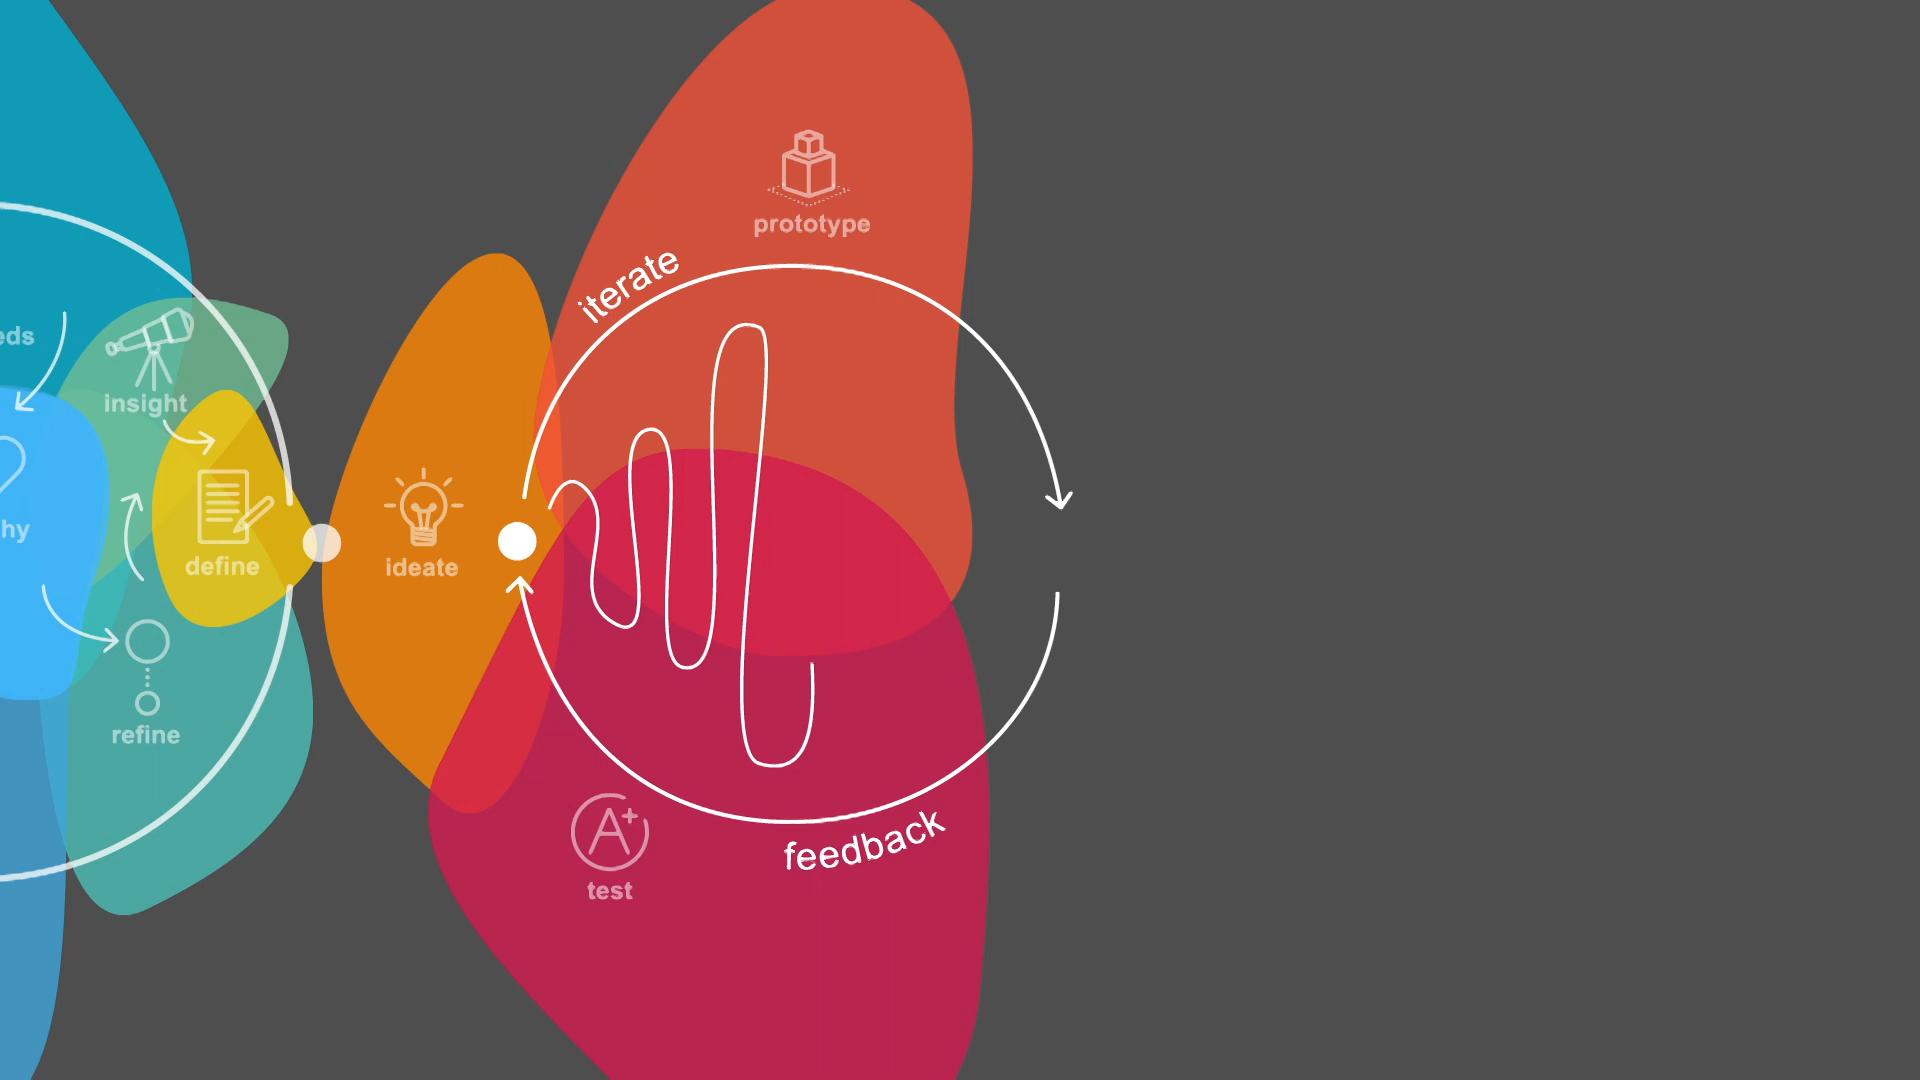 prototype
iterate
eds
insight
hy
define
ideate
refine
feedback
A+
test